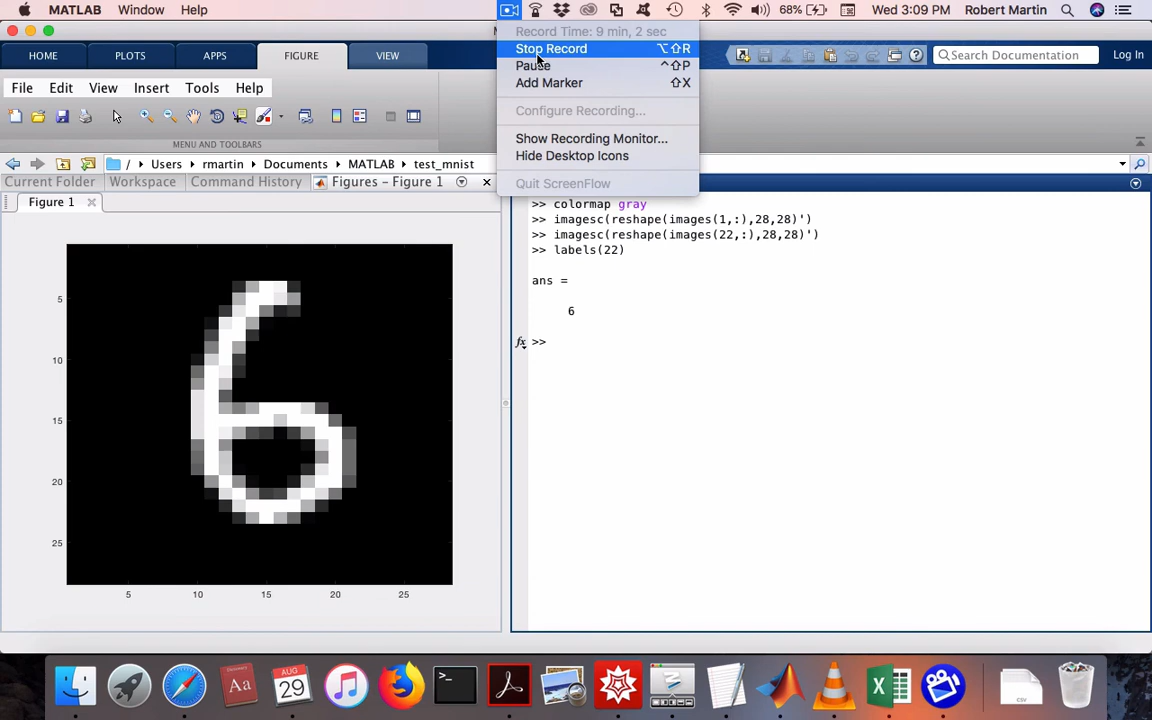 MATLAB Window Help 68% Wed 3:09 PM Robert Martin
Record Time: 9 min, 2 sec
Stop Record ⌥⇧R
Pause ^⇧P
Add Marker ⇧X
Configure Recording...
Show Recording Monitor...
Hide Desktop Icons
Quit ScreenFlow
HOME PLOTS APPS FIGURE VIEW Search Documentation Log In
File Edit View Insert Tools Help
MENU AND TOOLBARS
/ Users rmartin Documents MATLAB test_mnist
Current Folder Workspace Command History Figures – Figure 1
Figure 1
5
10
15
20
25
5 10 15 20 25
>> colormap gray
>> imagesc(reshape(images(1,:),28,28)')
>> imagesc(reshape(images(22,:),28,28)')
>> labels(22)
ans =
6
fx >>
Aa AUG
29
>_
CSV